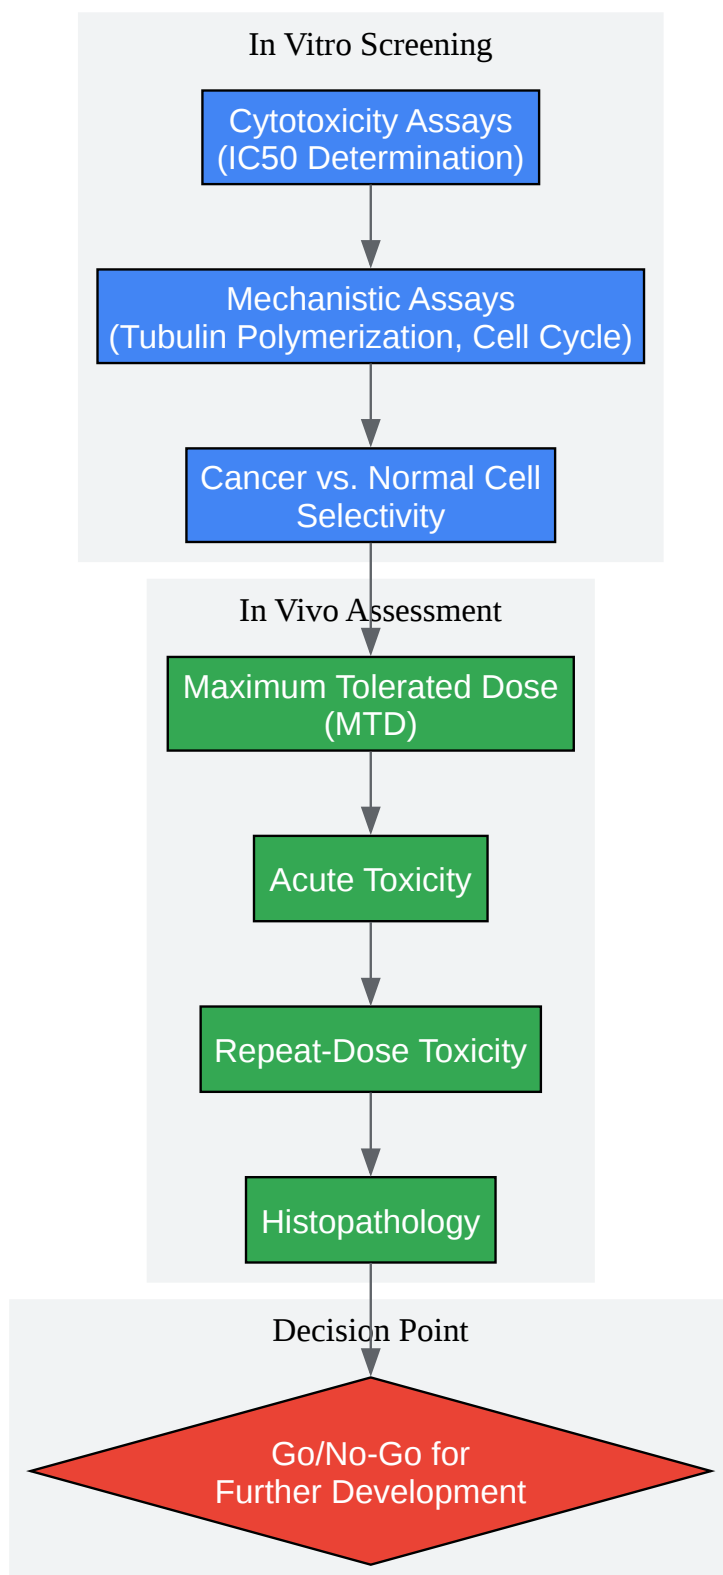 In Vitro Screening
Cytotoxicity Assays
(IC50 Determination)
Mechanistic Assays
(Tubulin Polymerization, Cell Cycle)
Cancer vs. Normal Cell
Selectivity
In Vivo Assessment
Maximum Tolerated Dose
(MTD)
Acute Toxicity
Repeat-Dose Toxicity
Histopathology
Decision Point
Go/No-Go for
Further Development